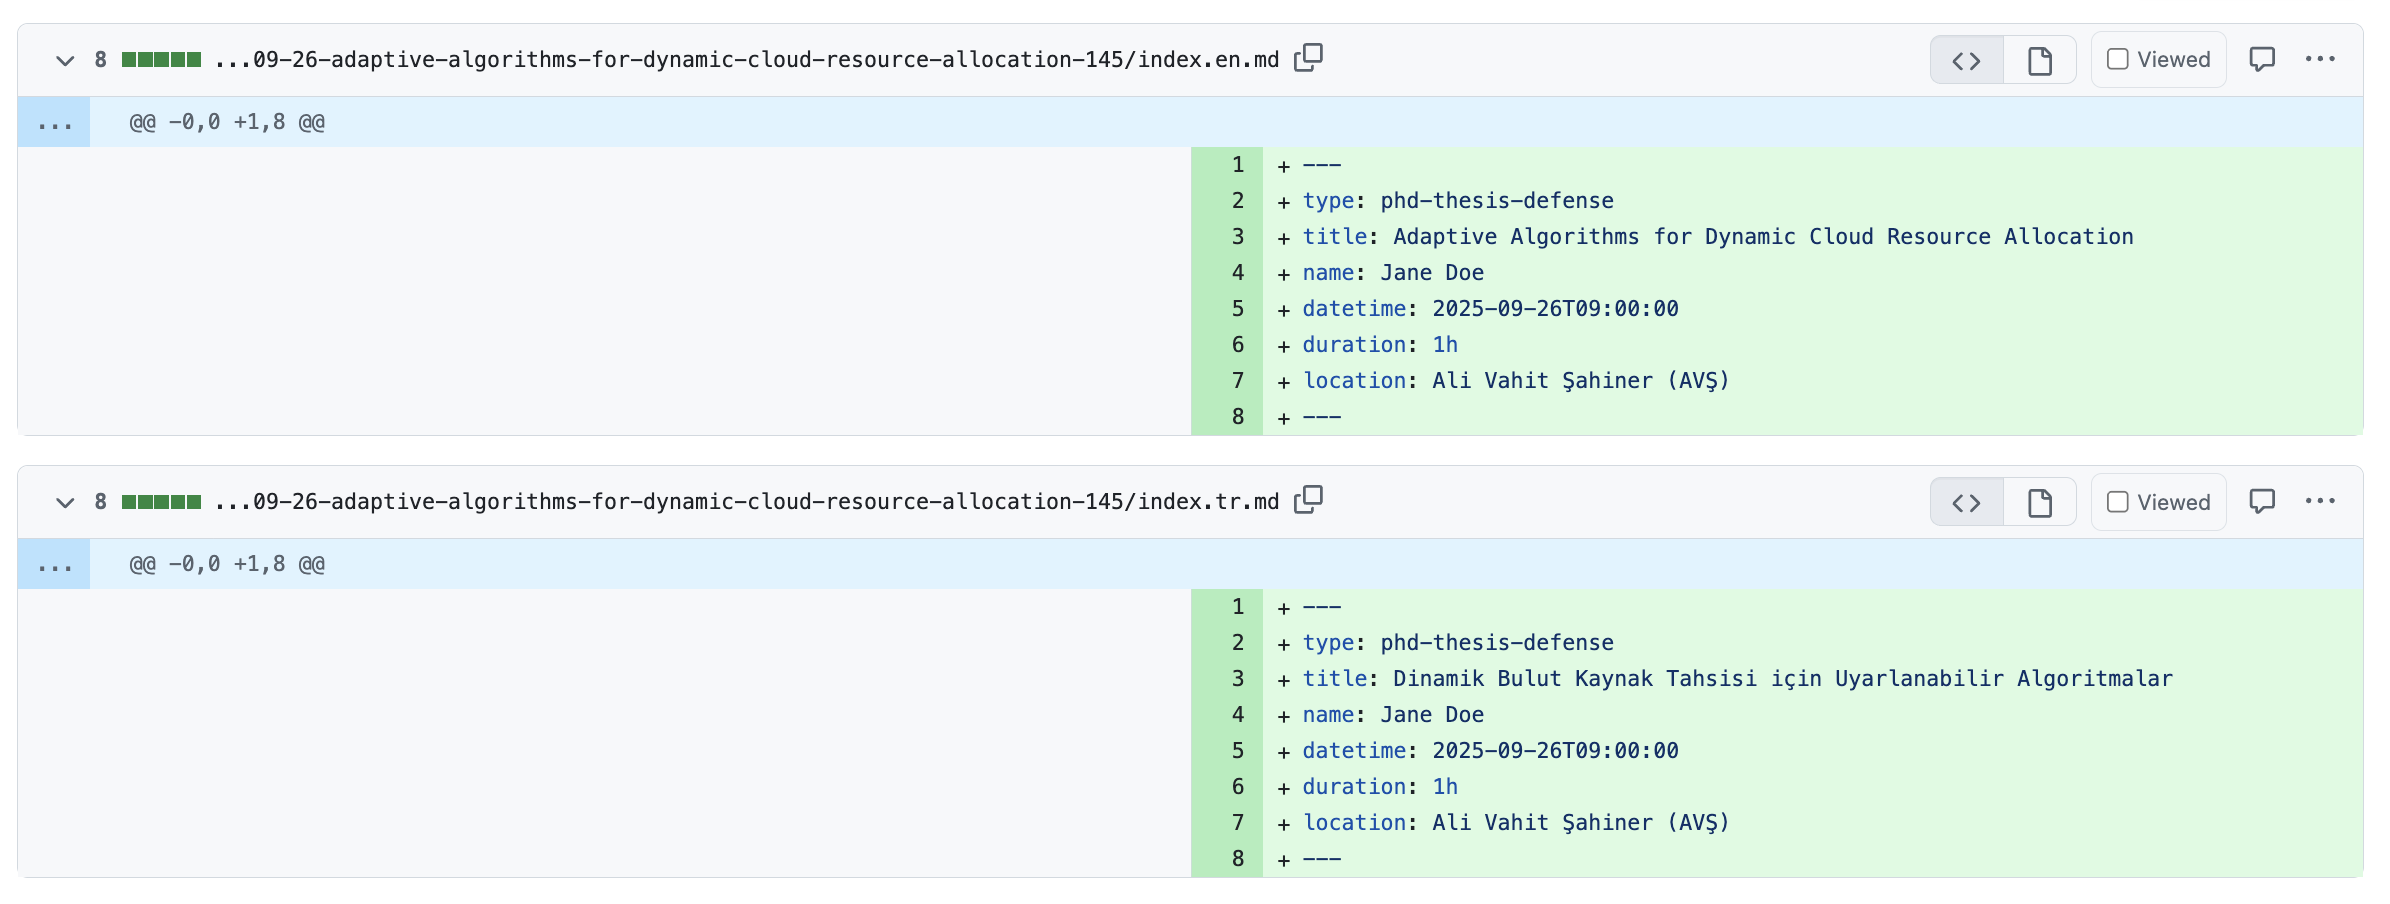 8 ...09-26-adaptive-algorithms-for-dynamic-cloud-resource-allocation-145/index.en.md Viewed
... @@ -0,0 +1,8 @@
1 + ---
2 + type: phd-thesis-defense
3 + title: Adaptive Algorithms for Dynamic Cloud Resource Allocation
4 + name: Jane Doe
5 + datetime: 2025-09-26T09:00:00
6 + duration: 1h
7 + location: Ali Vahit Şahiner (AVŞ)
8 + ---
8 ...09-26-adaptive-algorithms-for-dynamic-cloud-resource-allocation-145/index.tr.md Viewed
... @@ -0,0 +1,8 @@
1 + ---
2 + type: phd-thesis-defense
3 + title: Dinamik Bulut Kaynak Tahsisi için Uyarlanabilir Algoritmalar
4 + name: Jane Doe
5 + datetime: 2025-09-26T09:00:00
6 + duration: 1h
7 + location: Ali Vahit Şahiner (AVŞ)
8 + ---